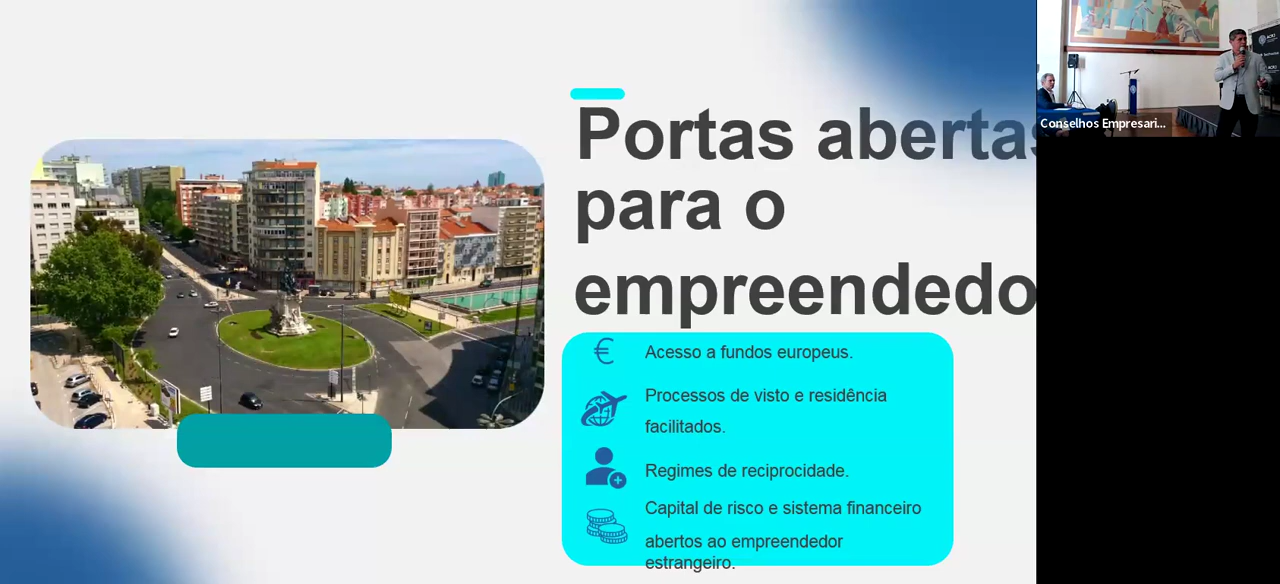 Portas abertas
para o
empreendedo
Acesso a fundos europeus.
Processos de visto e residência
facilitados.
Regimes de reciprocidade.
Capital de risco e sistema financeiro
abertos ao empreendedor
estrangeiro.
Conselhos Empresari...